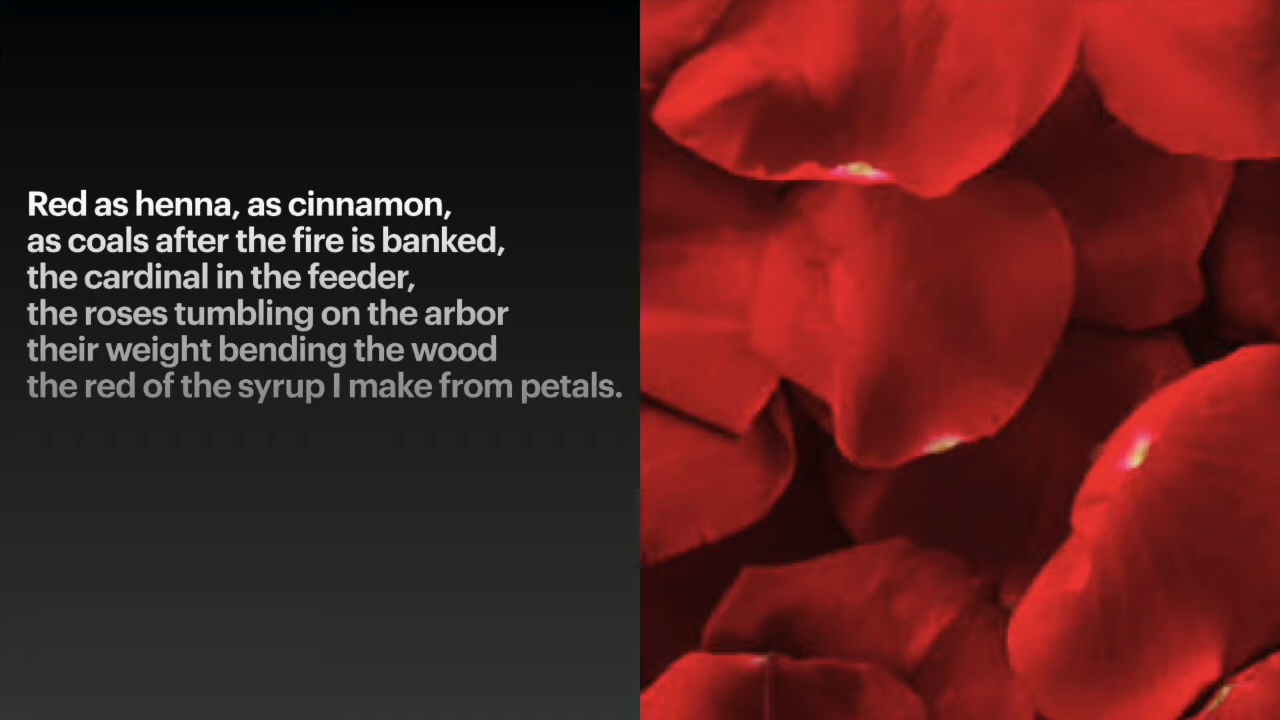 Red as henna, as cinnamon,
as coals after the fire is banked,
the cardinal in the feeder,
the roses tumbling on the arbor
their weight bending the wood
the red of the syrup I make from petals.